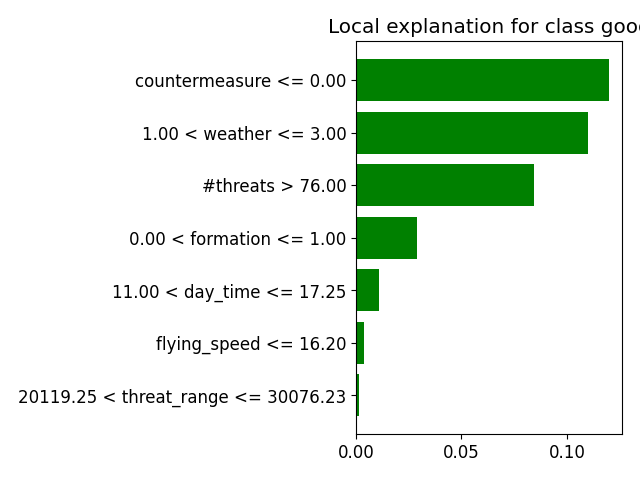 Local explanation for class good
countermeasure <= 0.00
1.00 < weather <= 3.00
#threats > 76.00
0.00 < formation <= 1.00
11.00 < day_time <= 17.25
flying_speed <= 16.20
20119.25 < threat_range <= 30076.23
0.00 0.05 0.10